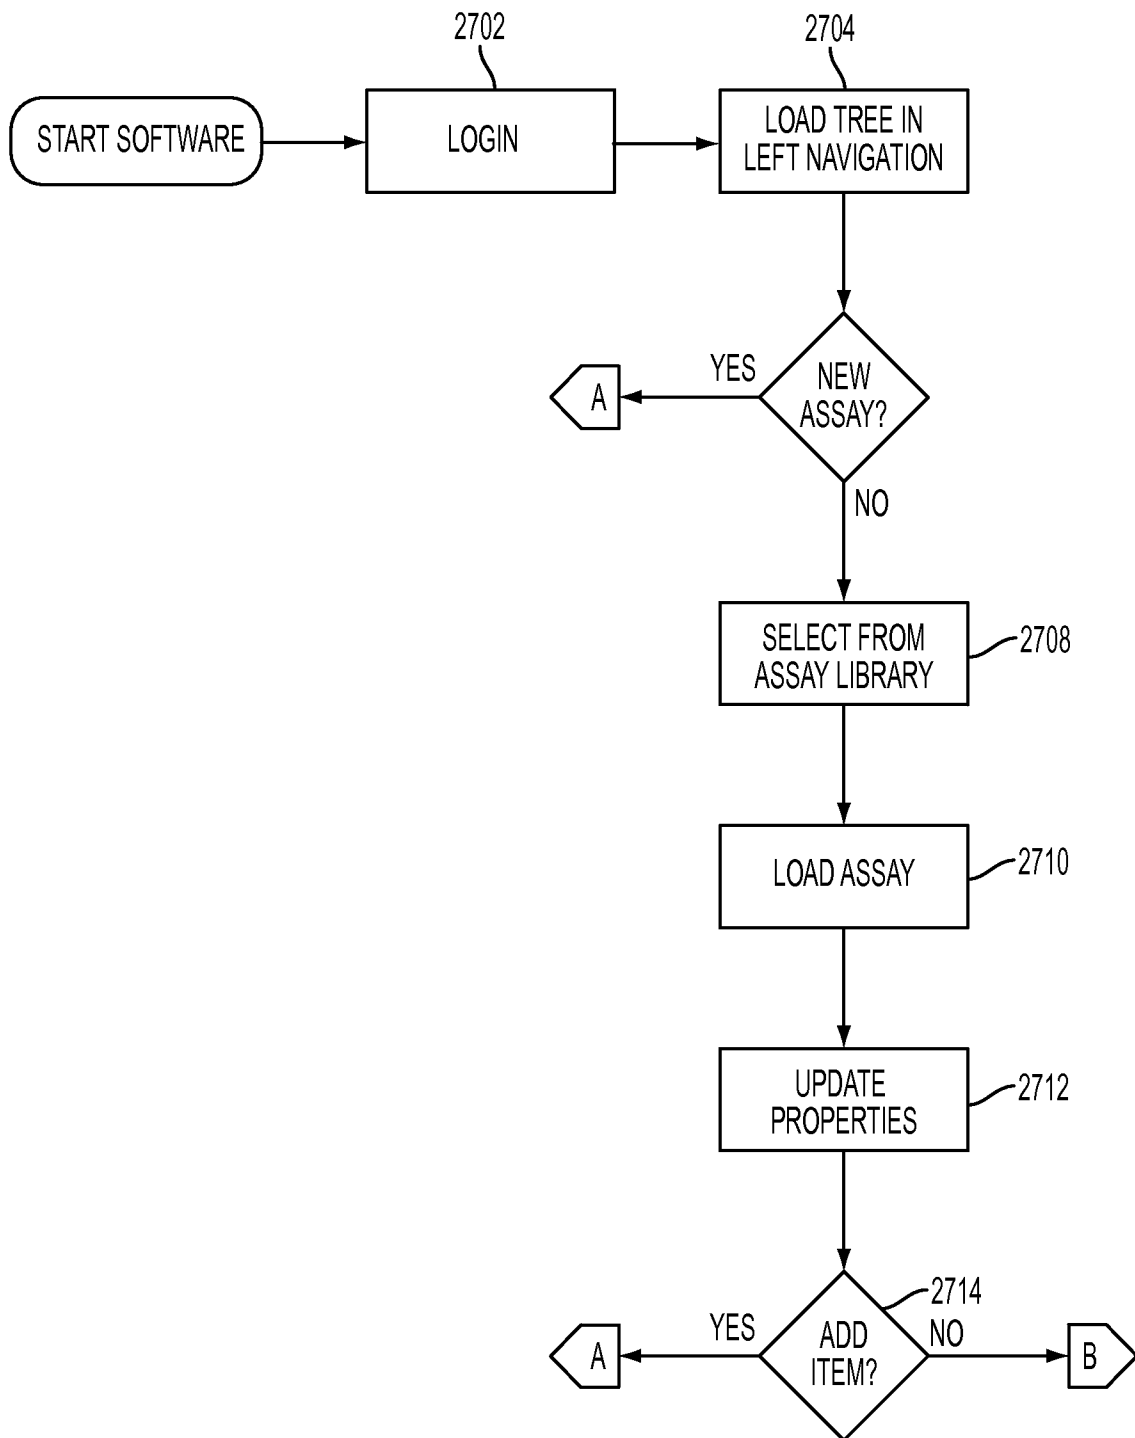 2702
2704
START SOFTWARE
LOGIN
LOAD TREE IN
LEFT NAVIGATION
YES
A
NEW
ASSAY?
NO
SELECT FROM
ASSAY LIBRARY
2708
LOAD ASSAY
2710
UPDATE
PROPERTIES
2712
2714
YES
A
ADD
ITEM?
NO
B